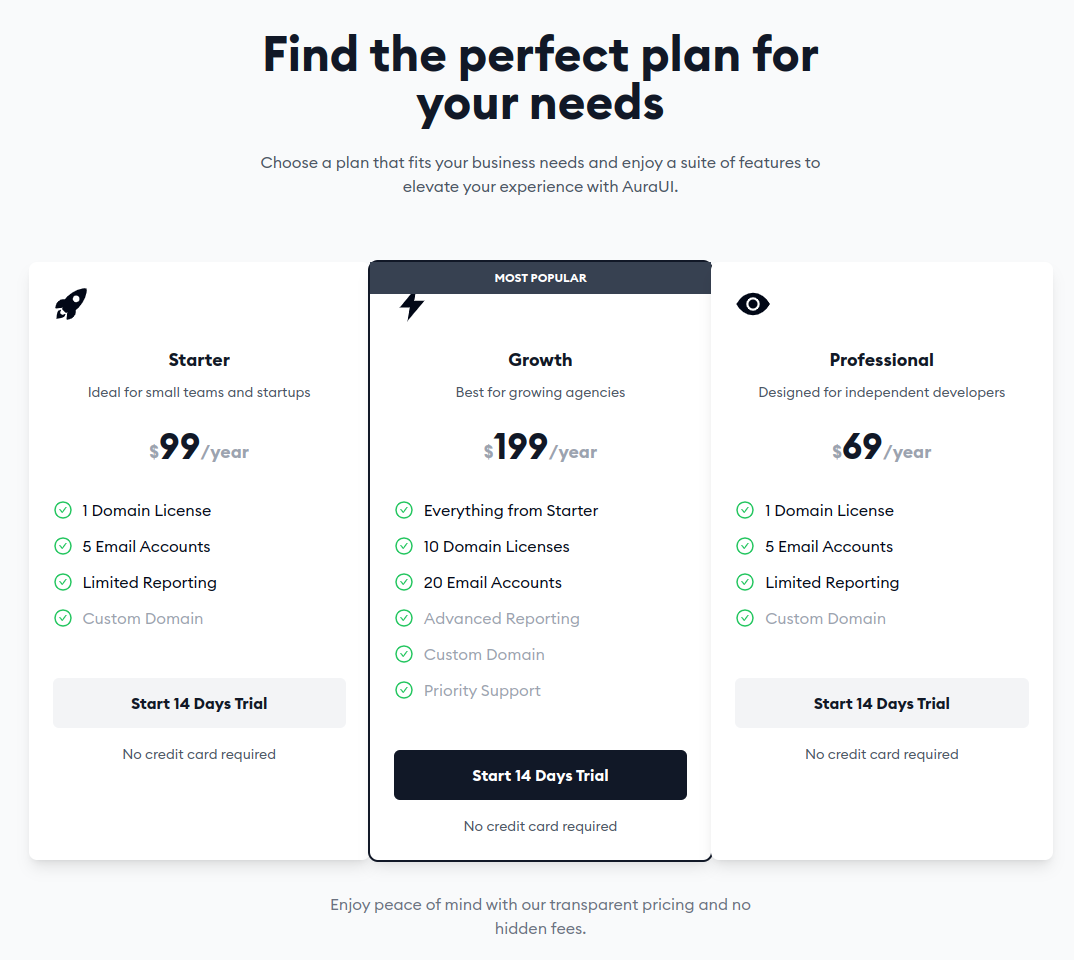 Find the perfect plan for
your needs
Choose a plan that fits your business needs and enjoy a suite of features to
elevate your experience with AuraUI.
Starter
Ideal for small teams and startups
$99/year
1 Domain License
5 Email Accounts
Limited Reporting
Custom Domain
Start 14 Days Trial
No credit card required
MOST POPULAR
Growth
Best for growing agencies
$199/year
Everything from Starter
10 Domain Licenses
20 Email Accounts
Advanced Reporting
Custom Domain
Priority Support
Start 14 Days Trial
No credit card required
Professional
Designed for independent developers
$69/year
1 Domain License
5 Email Accounts
Limited Reporting
Custom Domain
Start 14 Days Trial
No credit card required
Enjoy peace of mind with our transparent pricing and no
hidden fees.